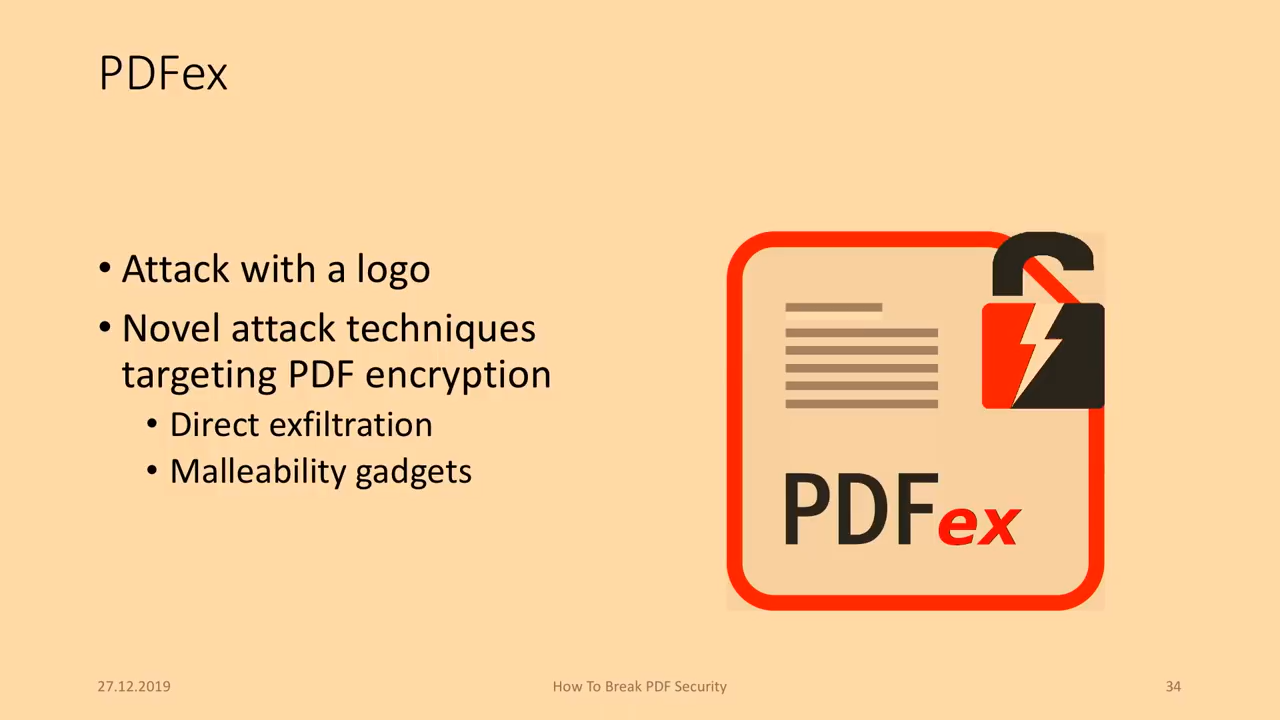 PDFex
• Attack with a logo
• Novel attack techniques
targeting PDF encryption
• Direct exfiltration
• Malleability gadgets
PDFex
27.12.2019
How To Break PDF Security
34